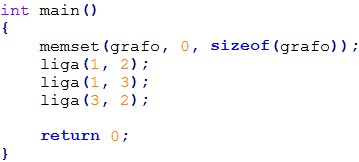 int main()
{
    memset(grafo, 0, sizeof(grafo));
    liga(1, 2);
    liga(1, 3);
    liga(3, 2);

    return 0;
}